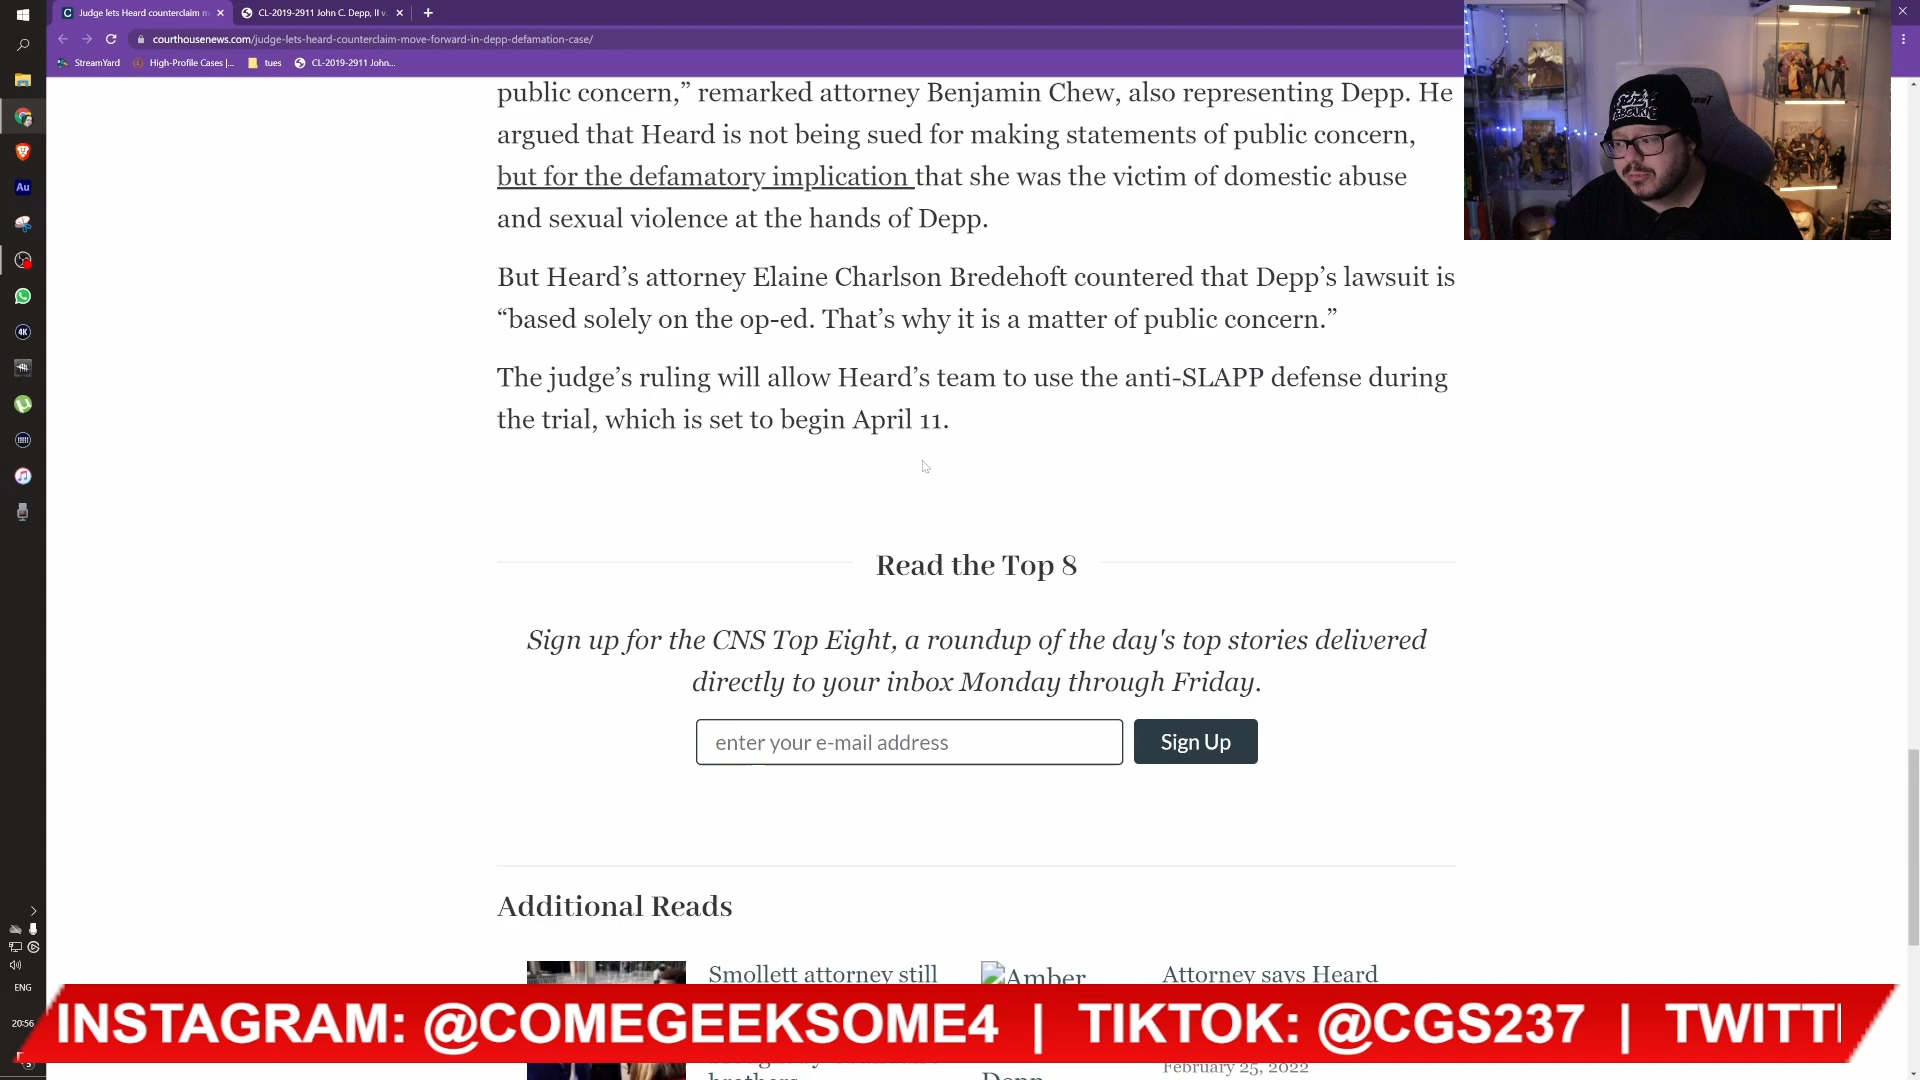 Judge lets Heard counterclaim m
CL-2019-2911 John C. Depp, II v.
courthousenews.com/judge-lets-heard-counterclaim-move-forward-in-depp-defamation-case/
StreamYard
High-Profile Cases |...
tues
CL-2019-2911 John...
public concern,” remarked attorney Benjamin Chew, also representing Depp. He
argued that Heard is not being sued for making statements of public concern,
but for the defamatory implication that she was the victim of domestic abuse
and sexual violence at the hands of Depp.
But Heard’s attorney Elaine Charlson Bredehoft countered that Depp’s lawsuit is
“based solely on the op-ed. That’s why it is a matter of public concern.”
The judge’s ruling will allow Heard’s team to use the anti-SLAPP defense during
the trial, which is set to begin April 11.
Read the Top 8
Sign up for the CNS Top Eight, a roundup of the day's top stories delivered
directly to your inbox Monday through Friday.
enter your e-mail address
Sign Up
Additional Reads
Smollett attorney still
Amber
Attorney says Heard
INSTAGRAM: @COMEGEEKSOME4 | TIKTOK: @CGS237 | TWITT
brothers
Depp
February 25, 2022
Au
4K
ENG
20:56